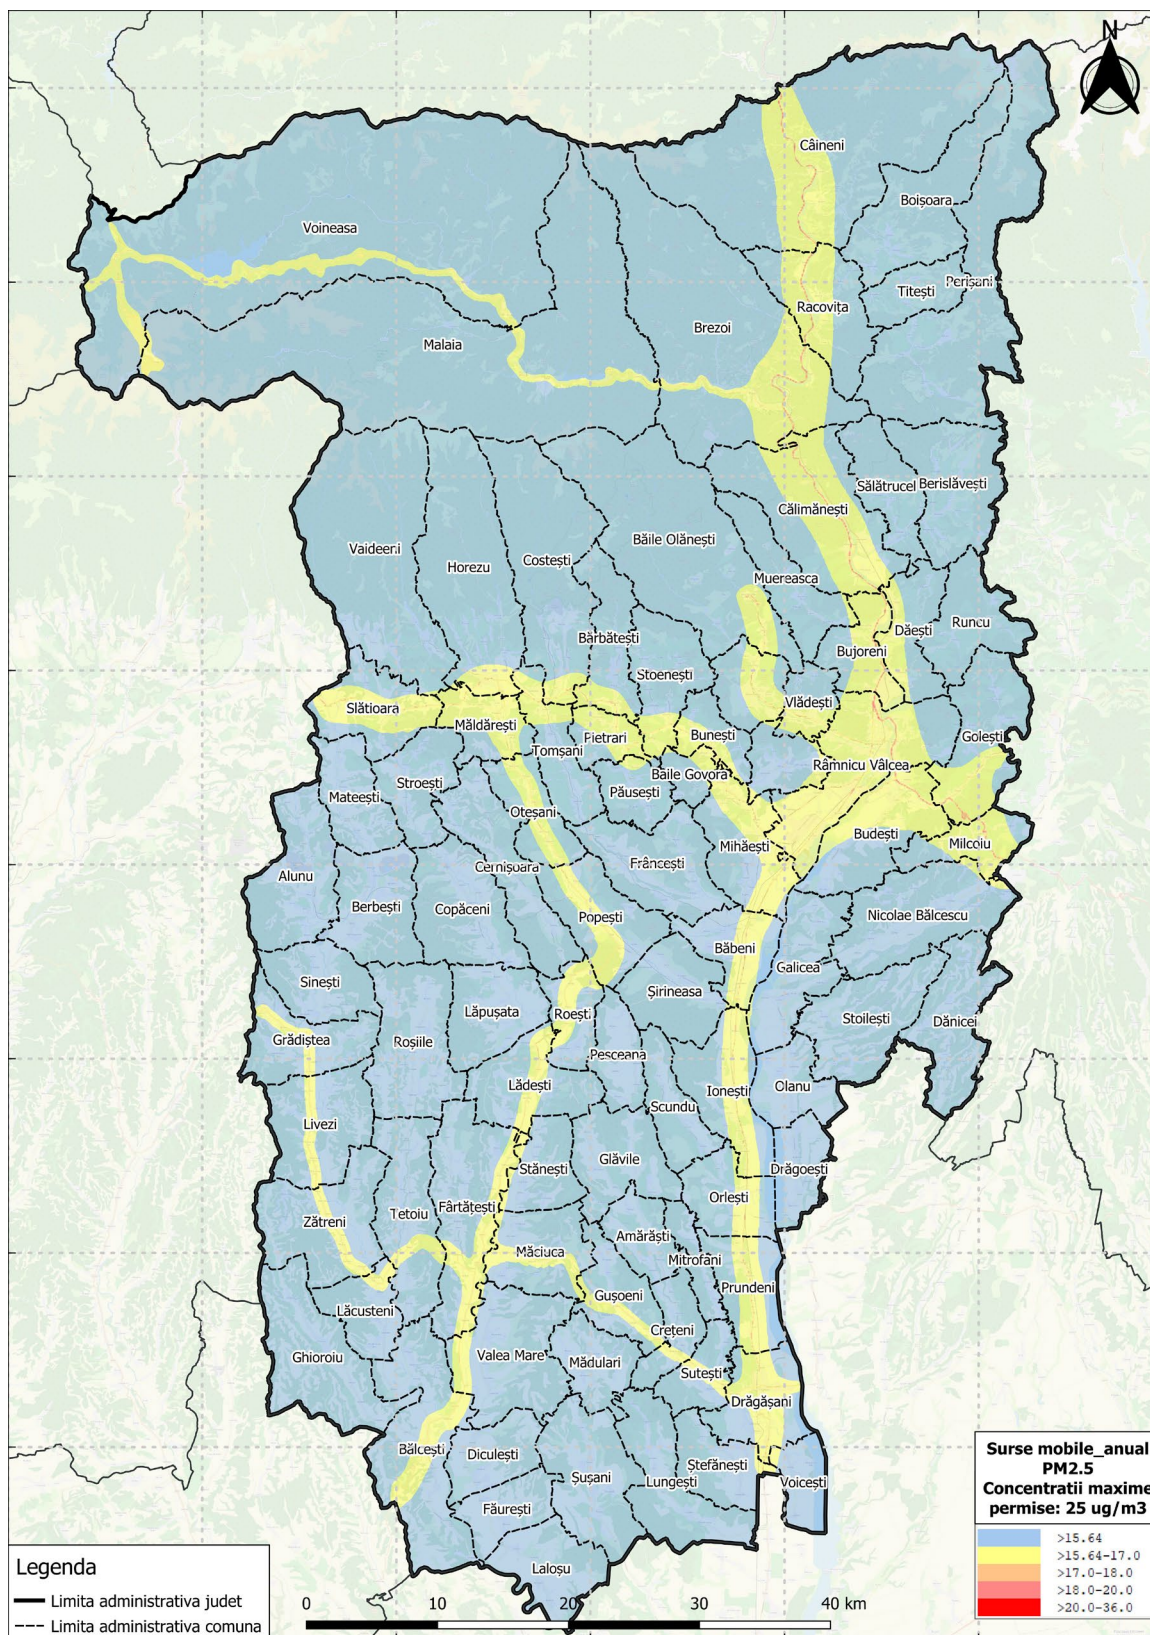 N
Câineni
Boișoara
Voineasa
Perișani
Titești
Racovița
Brezoi
Malaia
Sălătrucel
Berislăvești
Călimănești
Băile Olănești
Vaideeni
Costești
Horezu
Muereasca
Runcu
Dăești
Bărbătești
Bujoreni
Stoenești
Vlădești
Slătioara
Măldărești
Pietrari
Bunești
Golești
Tomșani
Râmnicu Vâlcea
Băile Govora
Stroești
Păusești
Mateești
Oteșani
Budești
Mihăești
Milcoiu
Frâncești
Cernișoara
Alunu
Berbești
Copăceni
Popești
Nicolae Bălcescu
Băbeni
Galicea
Sinești
Șirineasa
Lăpușata
Roești
Stoilești
Dănicei
Grădiștea
Roșiile
Pesceana
Lădești
Olanu
Ionești
Scundu
Livezi
Stănești
Glăvile
Drăgoești
Orlești
Fârtățești
Tetoiu
Zătreni
Amărăști
Măciuca
Mitrofani
Prundeni
Gușoeni
Lăcusteni
Crețeni
Ghioroiu
Valea Mare
Mădulari
Sutești
Drăgășani
Bălcești
Diculești
Ștefănești
Șușani
Lungești
Voicești
Făurești
Laloșu
Surse mobile_anual
PM2.5
Concentratii maxime
permise: 25 ug/m3
>15.64
>15.64-17.0
>17.0-18.0
>18.0-20.0
>20.0-36.0
Legenda
Limita administrativa judet
Limita administrativa comuna
0 10 20 30 40 km